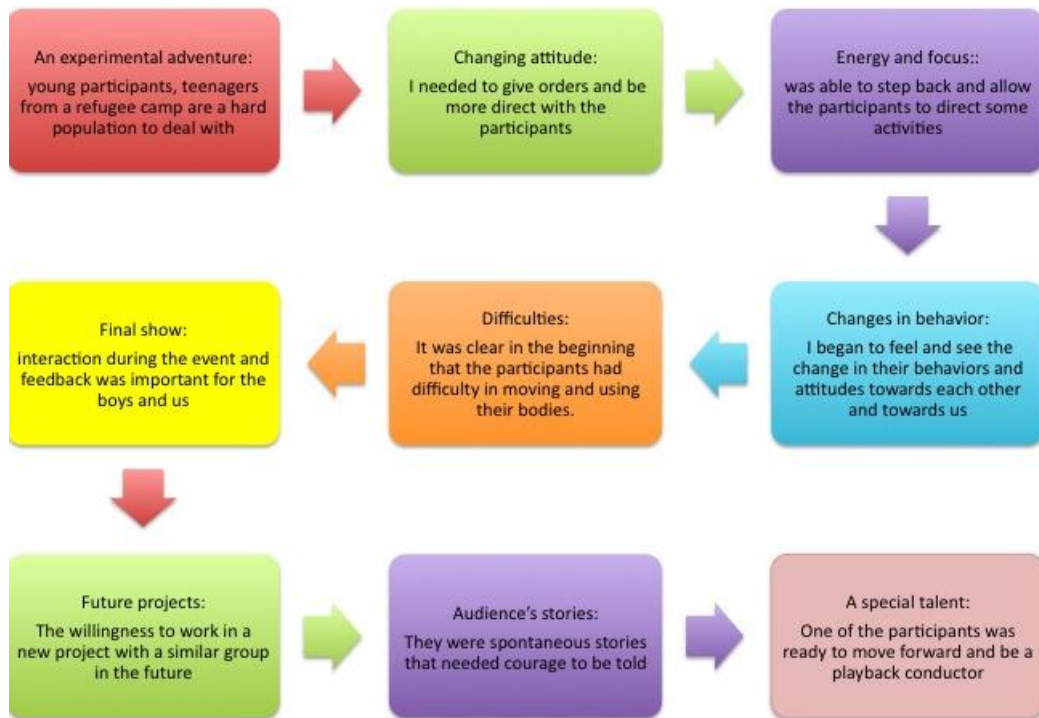 An experimental adventure:
young participants, teenagers
from a refugee camp are a hard
population to deal with
Changing attitude:
I needed to give orders and be
more direct with the
participants
Energy and focus::
was able to step back and allow
the participants to direct some
activities
Changes in behavior:
I began to feel and see the
change in their behaviors and
attitudes towards each other
and towards us
Difficulties:
It was clear in the beginning
that the participants had
difficulty in moving and using
their bodies.
Final show:
interaction during the event and
feedback was important for the
boys and us
Future projects:
The willingness to work in a
new project with a similar group
in the future
Audience's stories:
They were spontaneous stories
that needed courage to be told
A special talent:
One of the participants was
ready to move forward and be a
playback conductor